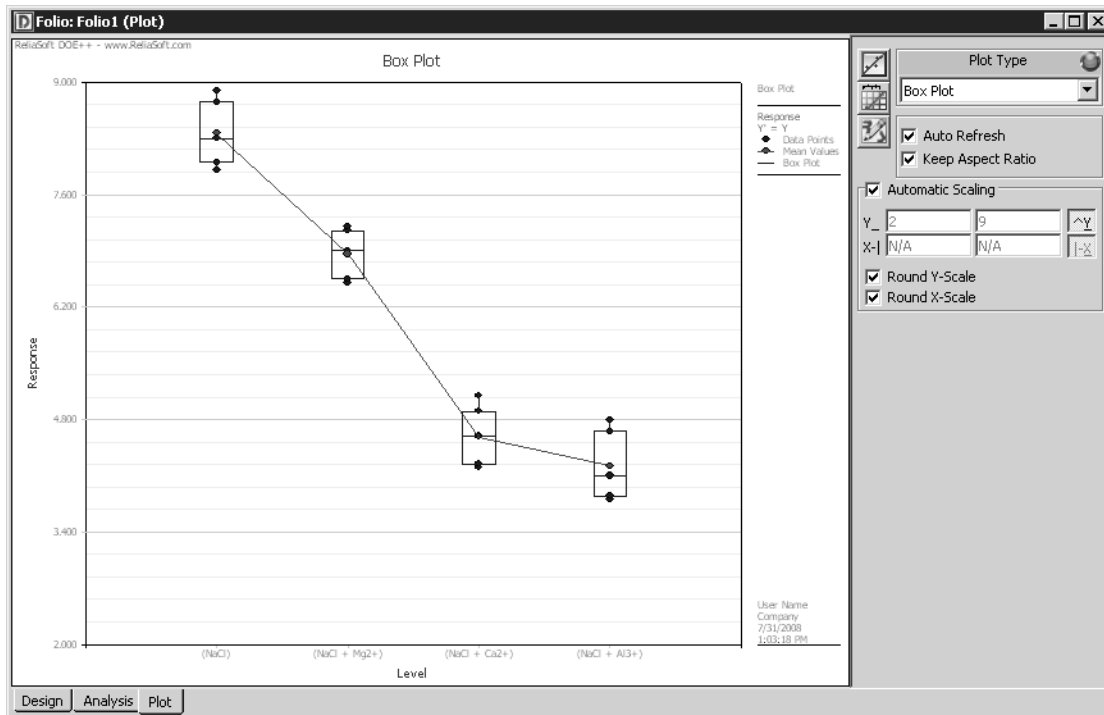 Folio: Folio1 (Plot)
ReliaSoft DOE++ - www.ReliaSoft.com
Box Plot
9.000
7.600
6.200
4.800
3.400
2.000
Response
(NaCl)
(NaCl + Mg2+)
(NaCl + Ca2+)
(NaCl + Al3+)
Level
Box Plot
Response
Y' = Y
Data Points
Mean Values
Box Plot
User Name
Company
7/31/2008
1:03:18 PM
Plot Type
Box Plot
Auto Refresh
Keep Aspect Ratio
Automatic Scaling
Y_ 2 9 ^Y
X-| N/A N/A |-X
Round Y-Scale
Round X-Scale
Design Analysis Plot